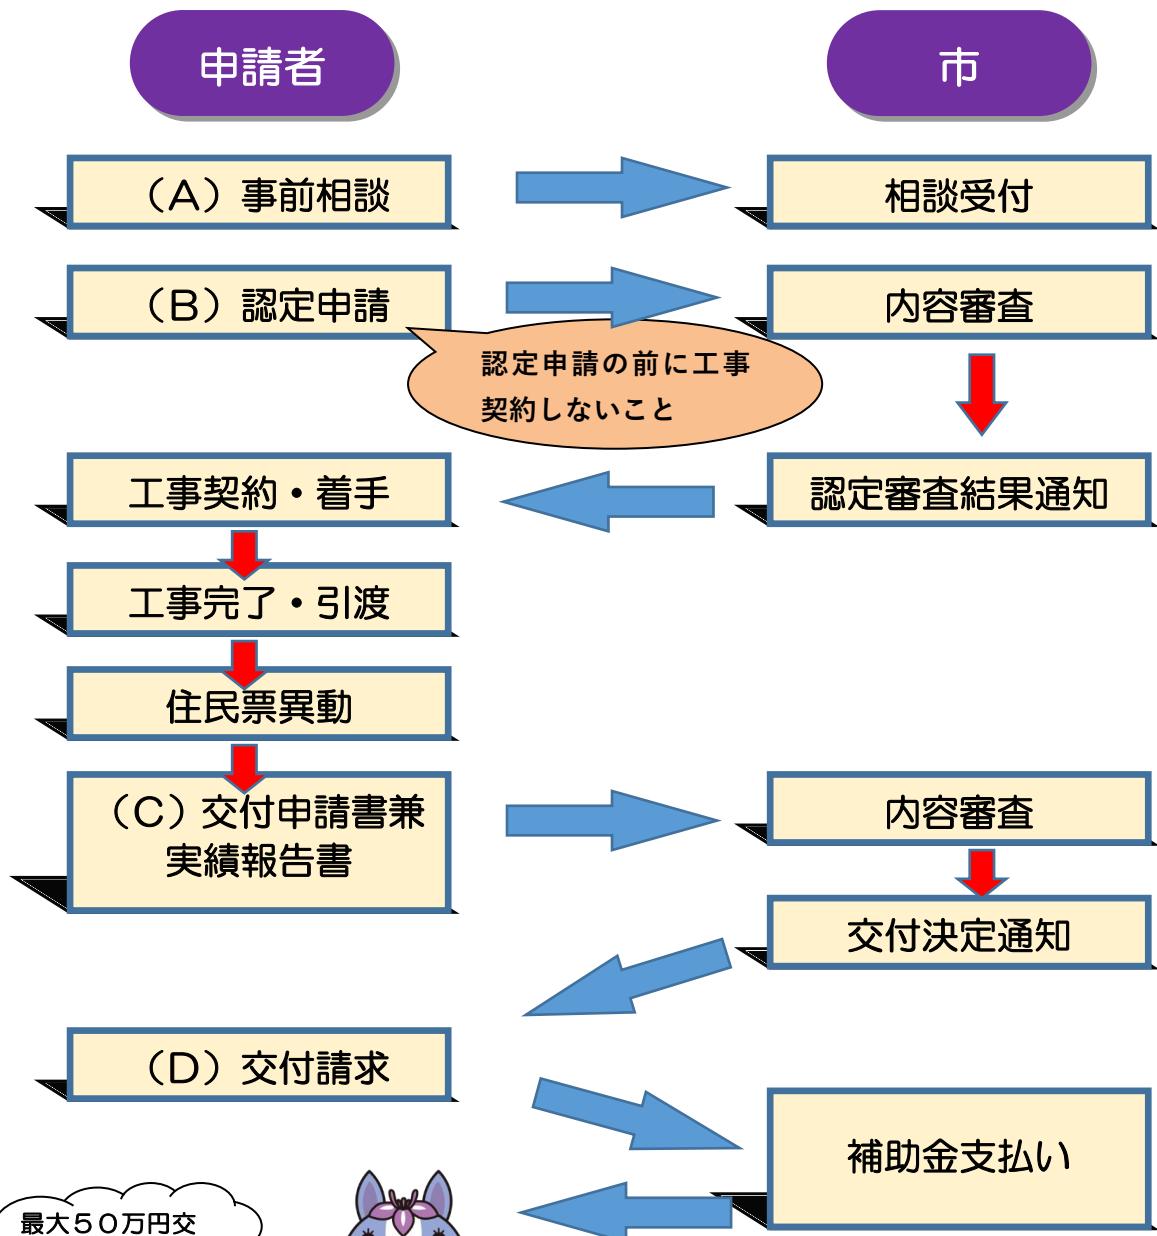 申請者
市
（A）事前相談
相談受付
（B）認定申請
内容審査
認定申請の前に工事
契約しないこと
工事契約・着手
認定審査結果通知
工事完了・引渡
住民票異動
（C）交付申請書兼
実績報告書
内容審査
交付決定通知
（D）交付請求
補助金支払い
最大５０万円交